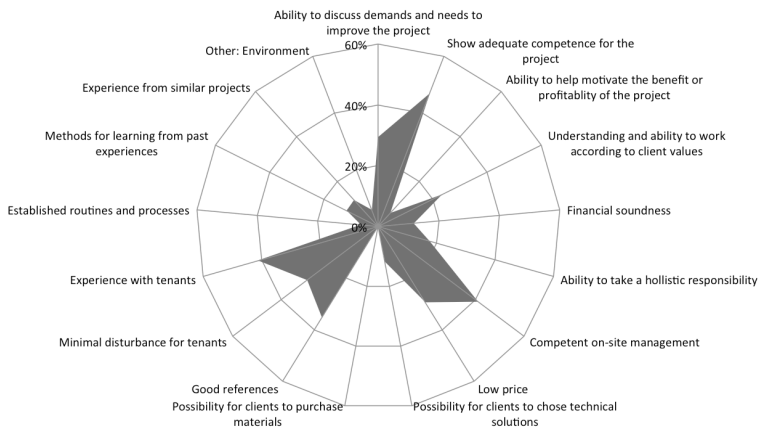 Ability to discuss demands and needs to
improve the project
60%
Show adequate competence for the
project
Other: Environment
Ability to help motivate the benefit or
profitablity of the project
Experience from similar projects
40%
Understanding and ability to work
according to client values
Methods for learning from past
experiences
20%
Established routines and processes
Financial soundness
0%
Experience with tenants
Ability to take a hollistic responsibility
Minimal disturbance for tenants
Competent on-site management
Good references
Low price
Possibility for clients to purchase
materials
Possibility for clients to chose technical
solutions